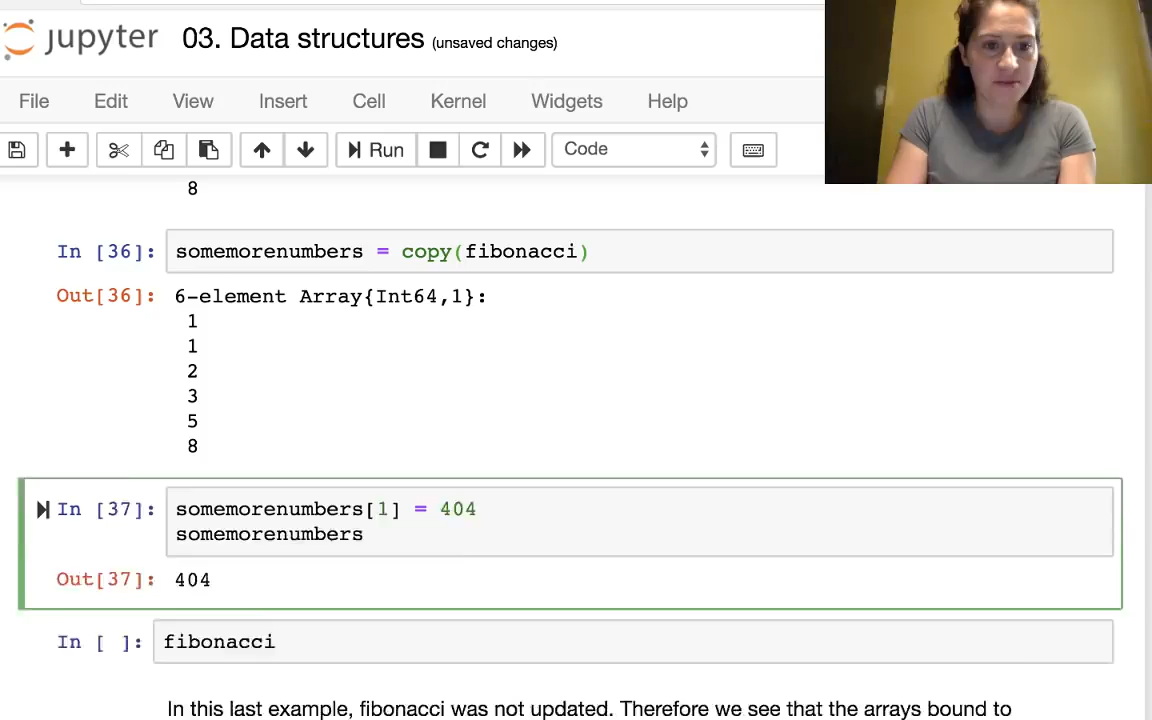 jupyter 03. Data structures (unsaved changes)
File Edit View Insert Cell Kernel Widgets Help
Run Code
8
In [36]: somemorenumbers = copy(fibonacci)
Out[36]: 6-element Array{Int64,1}:
1
1
2
3
5
8
In [37]: somemorenumbers[1] = 404
somemorenumbers
Out[37]: 404
In [ ]: fibonacci
In this last example, fibonacci was not updated. Therefore we see that the arrays bound to